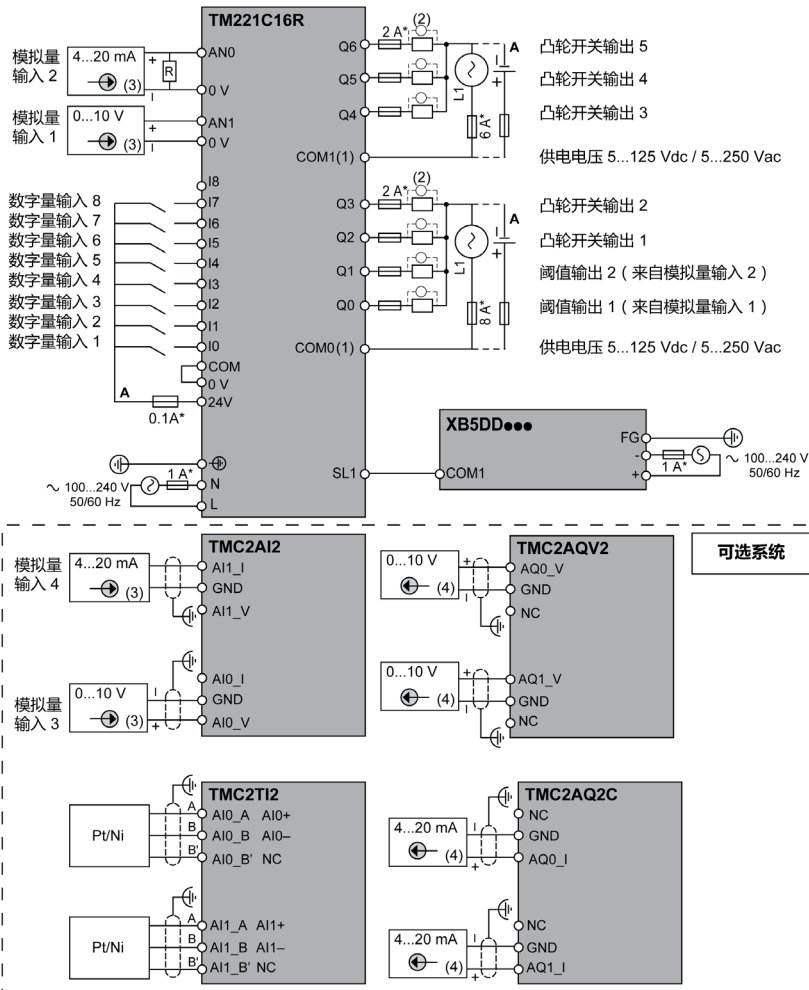 TM221C16R
模拟量
输入 2
4...20 mA
(3)
+
R
I
AN0
0 V
模拟量
输入 1
0...10 V
(3)
+
I
AN1
0 V
I8
数字量输入 8
I7
数字量输入 7
I6
数字量输入 6
I5
数字量输入 5
I4
数字量输入 4
I3
数字量输入 3
I2
数字量输入 2
I1
数字量输入 1
I0
COM
0 V
A
24V
0.1A*
1 A*
N
~ 100...240 V
50/60 Hz
L
(2)
2 A*
Q6
A
凸轮开关输出 5
Q5
L1
I
+
凸轮开关输出 4
Q4
6 A*
凸轮开关输出 3
COM1(1)
供电电压 5...125 Vdc / 5...250 Vac
(2)
2 A*
Q3
A
凸轮开关输出 2
Q2
L1
I
+
凸轮开关输出 1
Q1
阈值输出 2（来自模拟量输入 2）
Q0
8 A*
阈值输出 1（来自模拟量输入 1）
COM0(1)
供电电压 5...125 Vdc / 5...250 Vac
XB5DD●●●
FG
-
+
1 A*
~ 100...240 V
50/60 Hz
SL1
COM1
可选系统
TMC2AI2
模拟量
输入 4
4...20 mA
(3)
AI1_I
GND
AI1_V
模拟量
输入 3
0...10 V
(3)
I
+
AI0_I
GND
AI0_V
TMC2AQV2
0...10 V
(4)
+
I
AQ0_V
GND
NC
0...10 V
(4)
+
I
AQ1_V
GND
NC
TMC2TI2
Pt/Ni
A
AI0_A AI0+
B
AI0_B AI0–
B'
AI0_B' NC
Pt/Ni
A
AI1_A AI1+
B
AI1_B AI1–
B'
AI1_B' NC
TMC2AQ2C
4...20 mA
(4)
I
+
NC
GND
AQ0_I
4...20 mA
(4)
I
+
NC
GND
AQ1_I